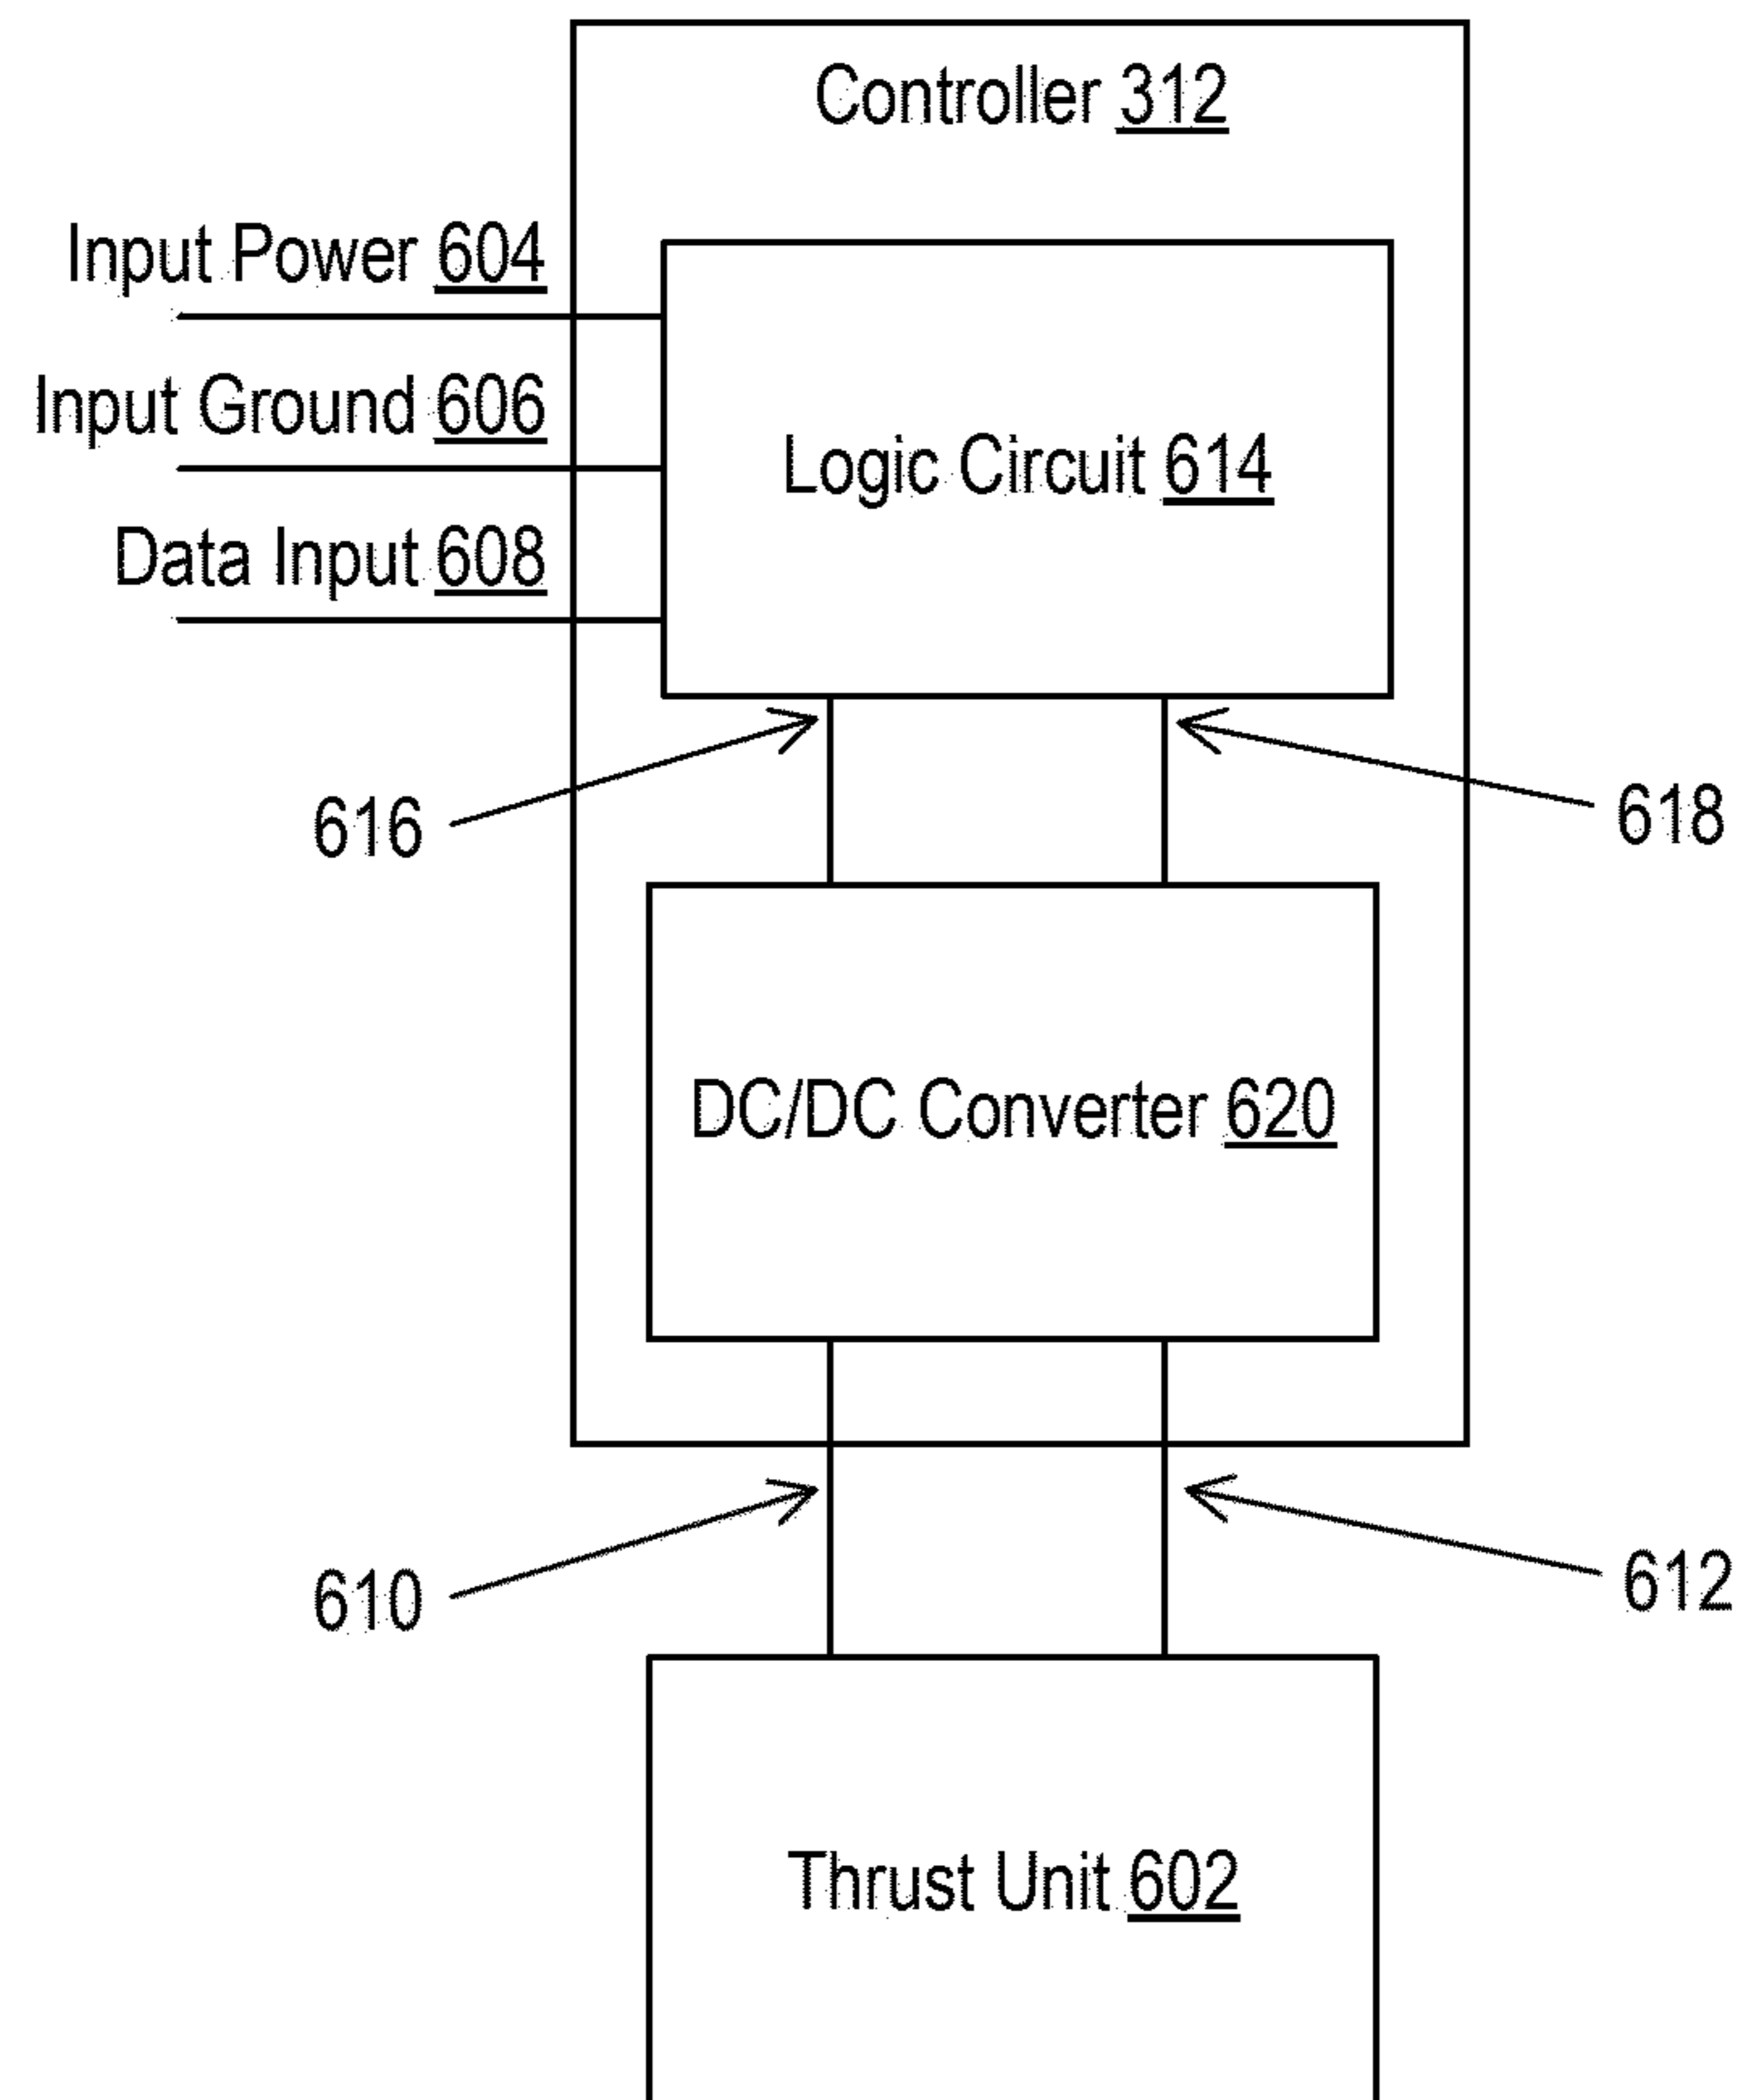 Controller 312
Input Power 604
Input Ground 606
Logic Circuit 614
Data Input 608
616
618
DC/DC Converter 620
610
612
Thrust Unit 602